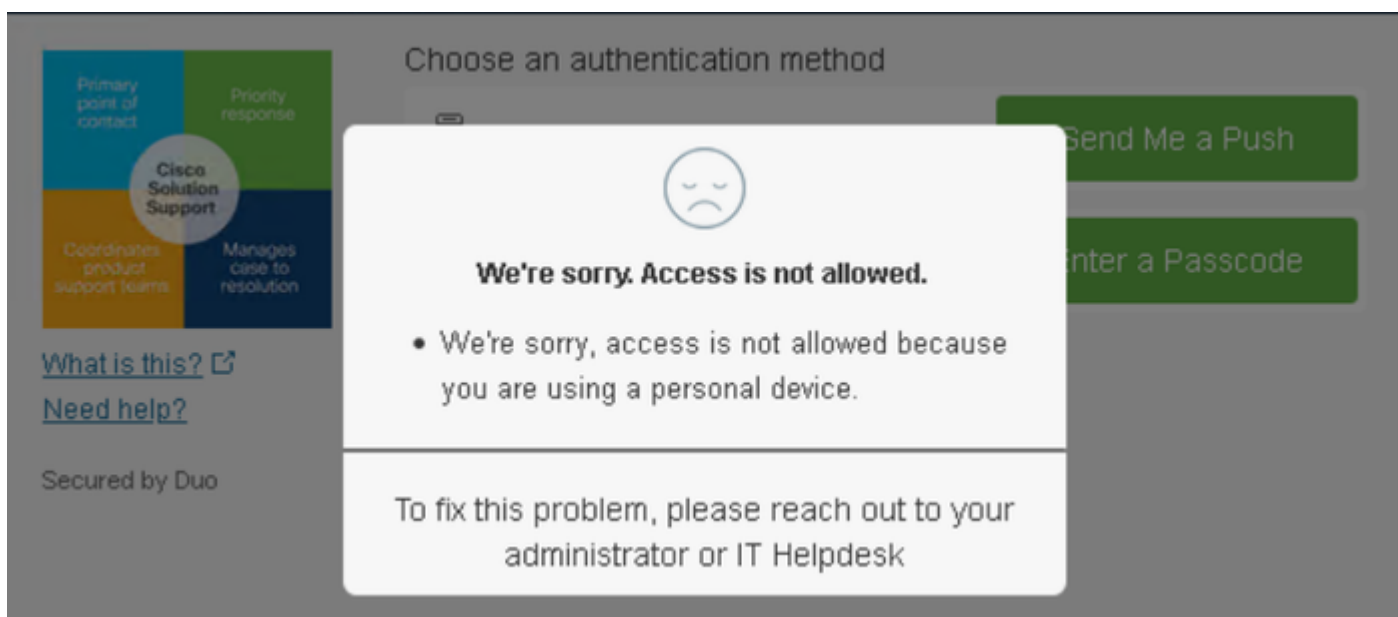 Choose an authentication method
Primary
point of
contact
Priority
response
Cisco
Solution
Support
Coordinates
product
support teams
Manages
case to
resolution
Send Me a Push
Enter a Passcode
We're sorry. Access is not allowed.
• We're sorry, access is not allowed because
you are using a personal device.
What is this?
Need help?
Secured by Duo
To fix this problem, please reach out to your
administrator or IT Helpdesk